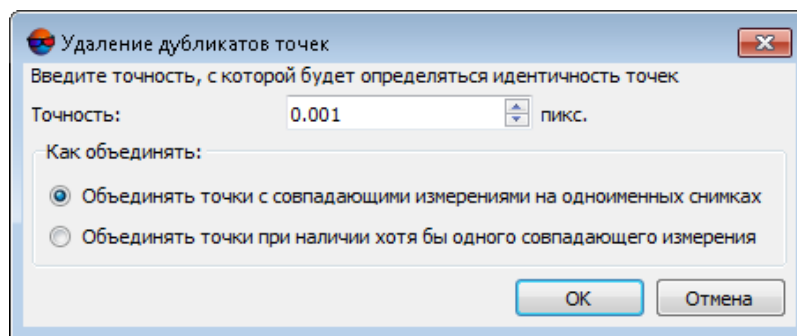 Удаление дубликатов точек
Введите точность, с которой будет определяться идентичность точек
Точность: 0.001 пикс.
Как объединять:
Объединять точки с совпадающими измерениями на одноименных снимках
Объединять точки при наличии хотя бы одного совпадающего измерения
OK Отмена